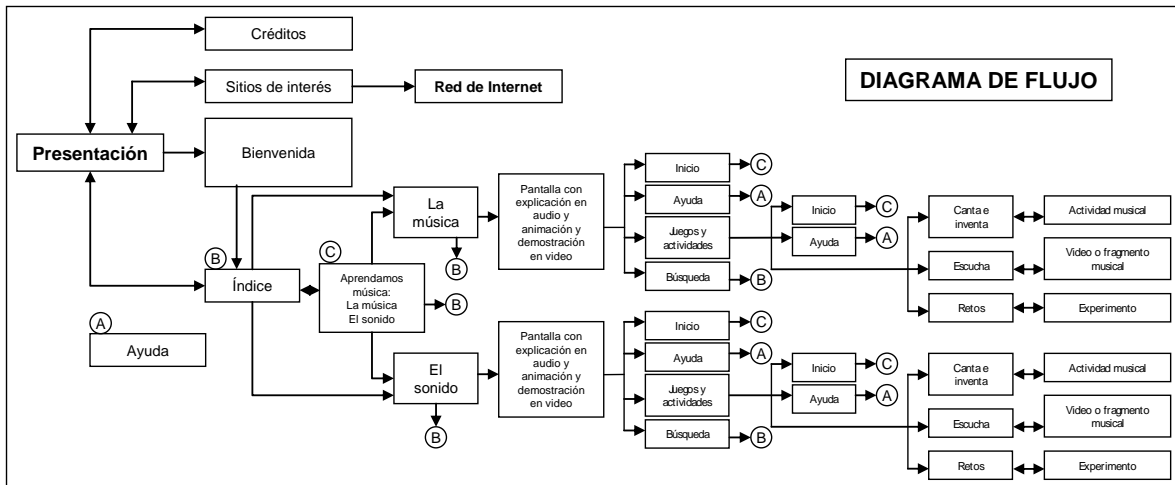 Créditos
DIAGRAMA DE FLUJO
Sitios de interés
Red de Internet
Presentación
Bienvenida
B
Índice
A
Ayuda
C
Aprendamos
música:
La música
El sonido
B
La
música
B
Pantalla con
explicación en
audio y
animación y
demostración
en video
Inicio
C
Ayuda
A
Juegos y
actividades
Búsqueda
B
Inicio
C
Ayuda
A
Canta e
inventa
Actividad musical
Escucha
Video o fragmento
musical
Retos
Experimento
El
sonido
B
Pantalla con
explicación en
audio y
animación y
demostración
en video
Inicio
C
Ayuda
A
Juegos y
actividades
Búsqueda
B
Inicio
C
Ayuda
A
Canta e
inventa
Actividad musical
Escucha
Video o fragmento
musical
Retos
Experimento